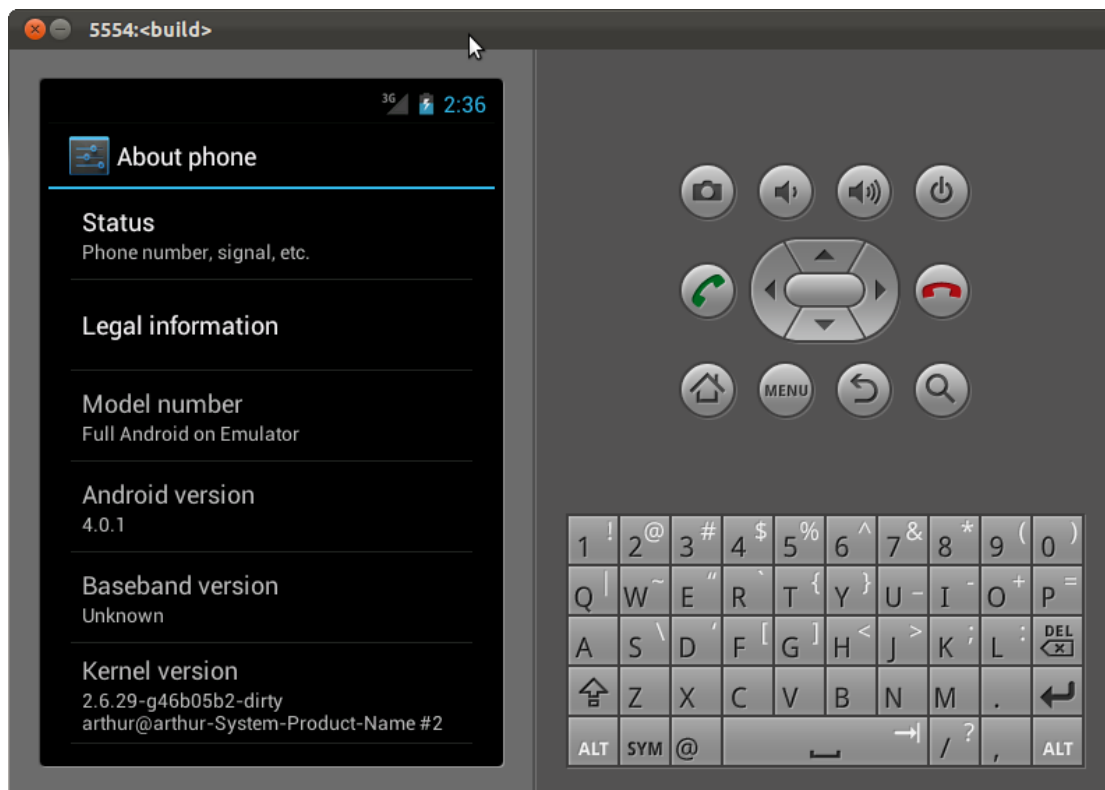 5554:<build>
3G 2:36
About phone
Status
Phone number, signal, etc.
Legal information
Model number
Full Android on Emulator
Android version
4.0.1
Baseband version
Unknown
Kernel version
2.6.29-g46b05b2-dirty
arthur@arthur-System-Product-Name #2
MENU
1 ! 2 @ 3 # 4 $ 5 % 6 ^ 7 & 8 * 9 ( 0 )
Q | W ~ E " R ` T { Y } U _ I - O + P =
A S \ D ' F [ G ] H < J > K ; L : DEL
Z X C V B N M .
ALT SYM @ / ? , ALT